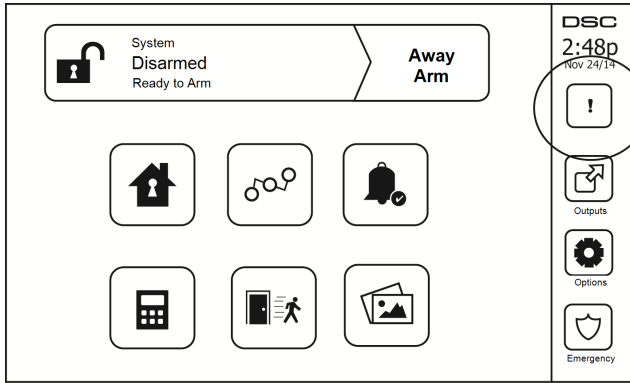 System
Disarmed
Ready to Arm
Away
Arm
DSC
2:48p
Nov 24/14
!
Outputs
Options
Emergency